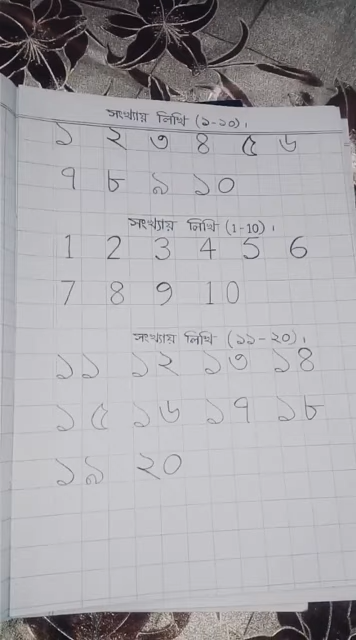 সংখ্যায় লিখি (১-১০)।
১ ২ ৩ ৪ ৫ ৬
৭ ৮ ৯ ১০
সংখ্যায় লিখি (1-10)।
1 2 3 4 5 6
7 8 9 10
সংখ্যায় লিখি (১১-২০)।
১১ ১২ ১৩ ১৪
১৫ ১৬ ১৭ ১৮
১৯ ২০